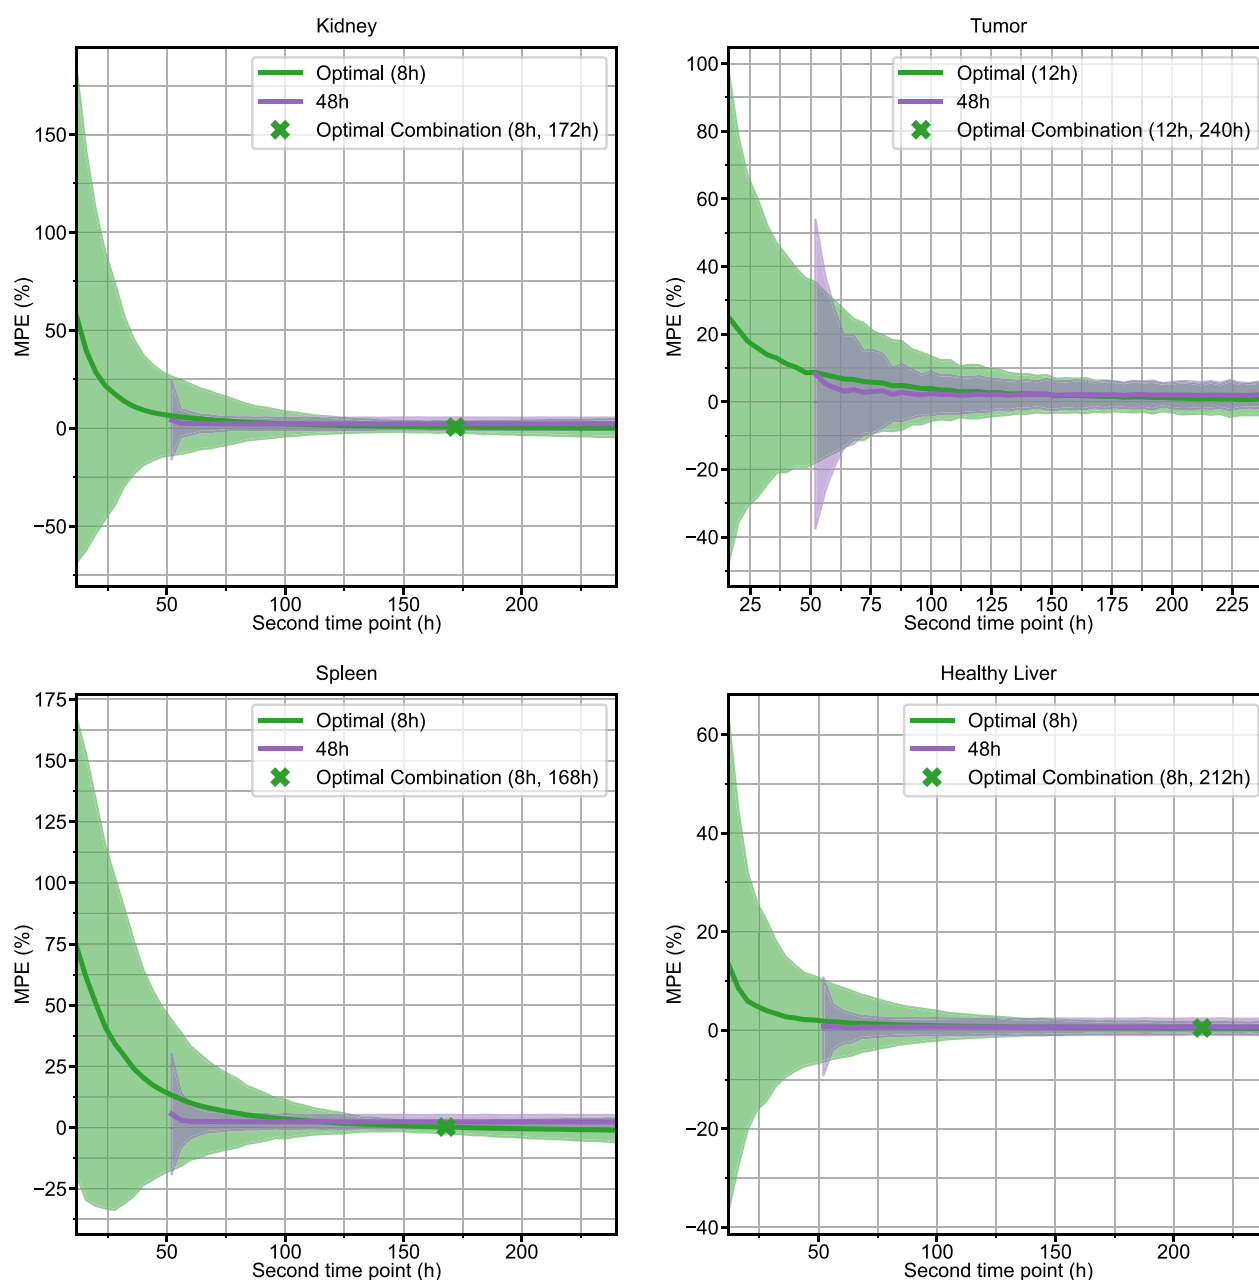 Kidney
Optimal (8h)
48h
Optimal Combination (8h, 172h)
150
100
50
0
−50
MPE (%)
50 100 150 200
Second time point (h)
Tumor
Optimal (12h)
48h
Optimal Combination (12h, 240h)
100
80
60
40
20
0
−20
−40
MPE (%)
25 50 75 100 125 150 175 200 225
Second time point (h)
Spleen
Optimal (8h)
48h
Optimal Combination (8h, 168h)
175
150
125
100
75
50
25
0
−25
MPE (%)
50 100 150 200
Second time point (h)
Healthy Liver
Optimal (8h)
48h
Optimal Combination (8h, 212h)
60
40
20
0
−20
−40
MPE (%)
50 100 150 200
Second time point (h)